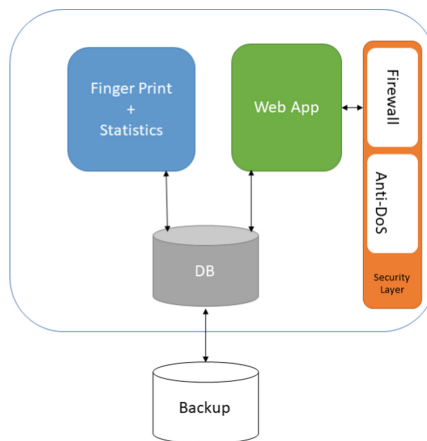 Finger Print
+
Statistics
Web App
Firewall
Anti-DoS
Security
Layer
DB
Backup